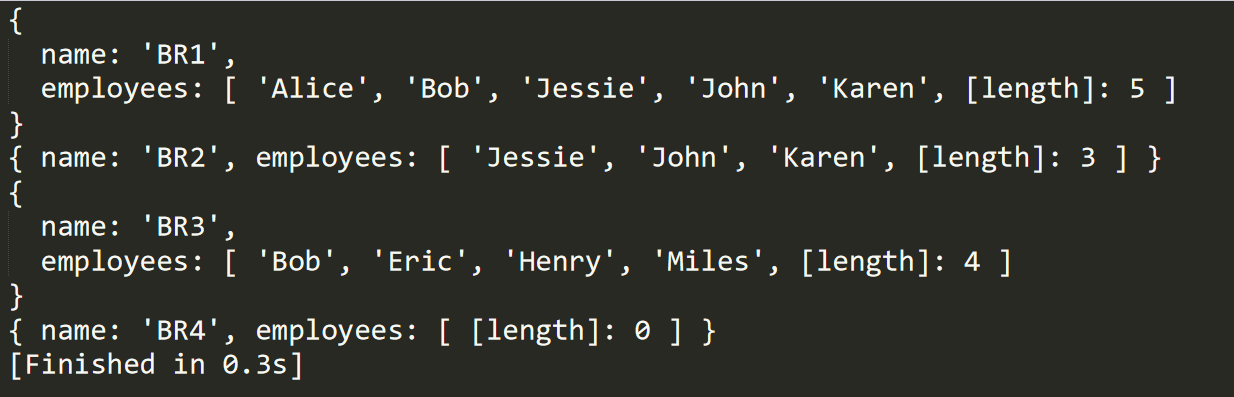 {
  name: 'BR1',
  employees: [ 'Alice', 'Bob', 'Jessie', 'John', 'Karen', [length]: 5 ]
}
{ name: 'BR2', employees: [ 'Jessie', 'John', 'Karen', [length]: 3 ] }
{
  name: 'BR3',
  employees: [ 'Bob', 'Eric', 'Henry', 'Miles', [length]: 4 ]
}
{ name: 'BR4', employees: [ [length]: 0 ] }
[Finished in 0.3s]